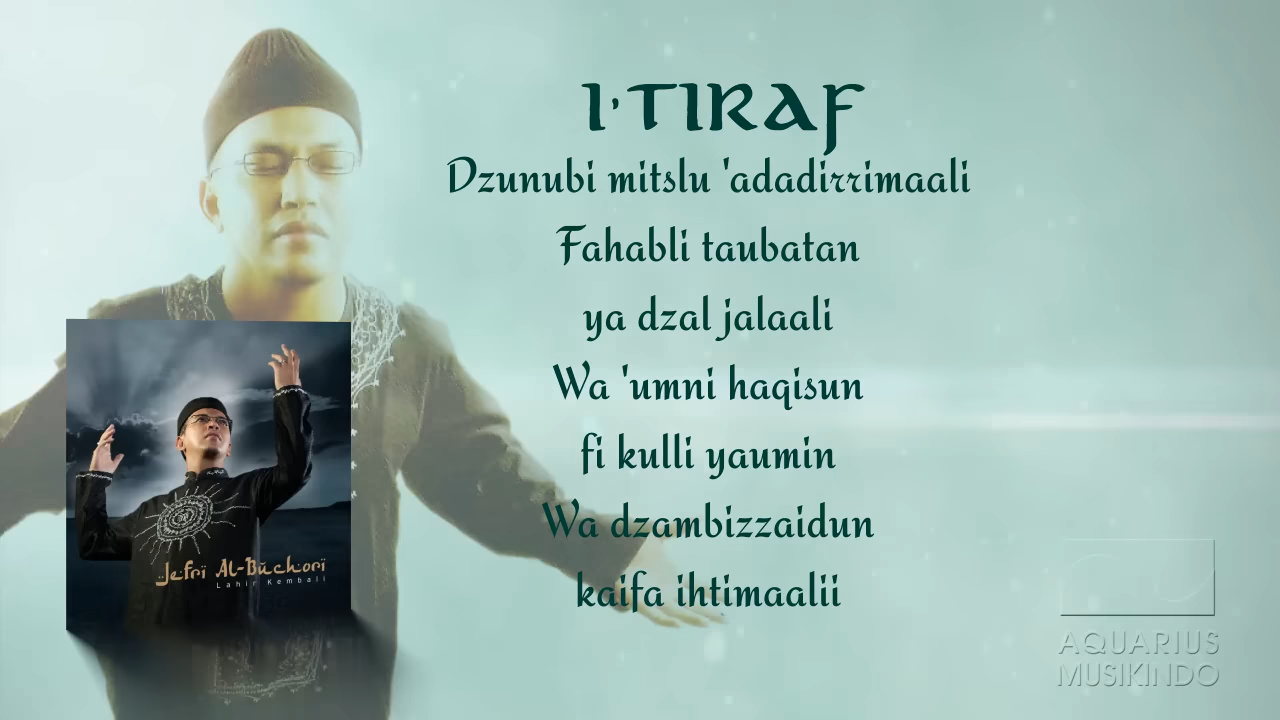 I'TIRAF
Dzunubi mitslu 'adadirrimaali
Fahabli taubatan
ya dzal jalaali
Wa 'umni haqisun
fi kulli yaumin
Wa dzambizzaidun
kaifa ihtimaalii
Jefri Al-Buchori
Lahir Kembali
AQUARIUS
MUSIKINDO